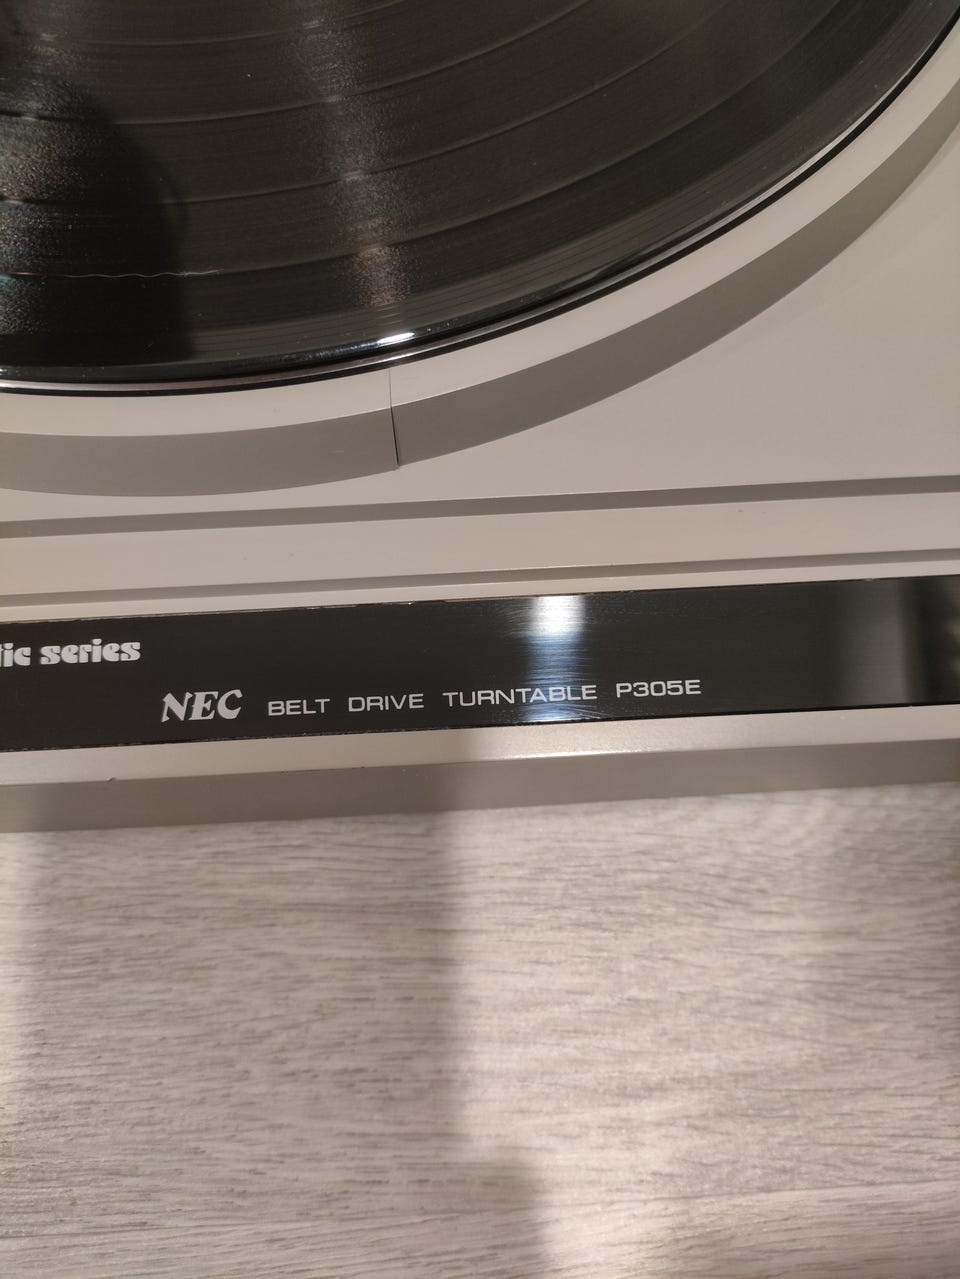 series
NEC BELT DRIVE TURNTABLE P305E